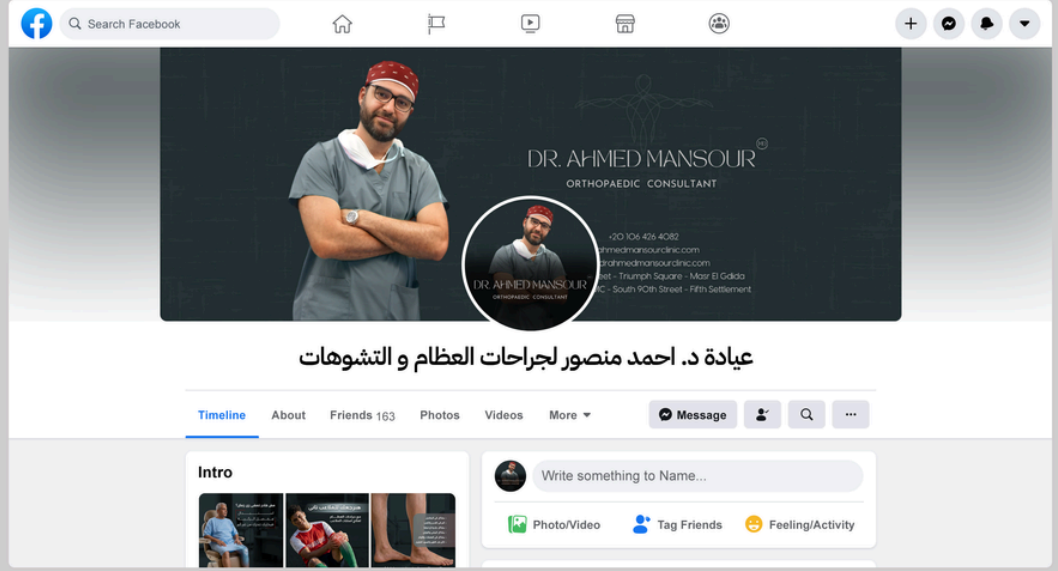 Search Facebook
DR. AHMED MANSOUR
ORTHOPAEDIC CONSULTANT
+20 106 426 4082
hmedmansourclinic.com
drahmedmansourclinic.com
eet - Triumph Square - Masr El Gdida
- South 90th Street - Fifth Settlement
DR. AHMED MANSOUR
ORTHOPAEDIC CONSULTANT
عيادة د. احمد منصور لجراحات العظام و التشوهات
Timeline
About
Friends 163
Photos
Videos
More
Message
Intro
Write something to Name...
Photo/Video
Tag Friends
Feeling/Activity